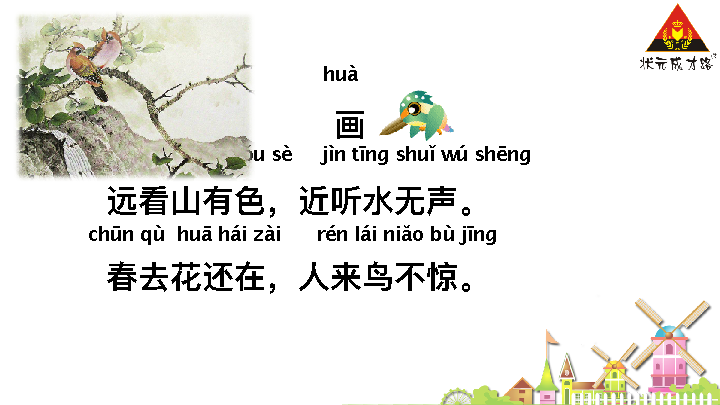 状元成才路
huà
画
sè jìn tīng shuǐ wú shēng
远看山有色，近听水无声。
chūn qù huā hái zài rén lái niǎo bù jīng
春去花还在，人来鸟不惊。